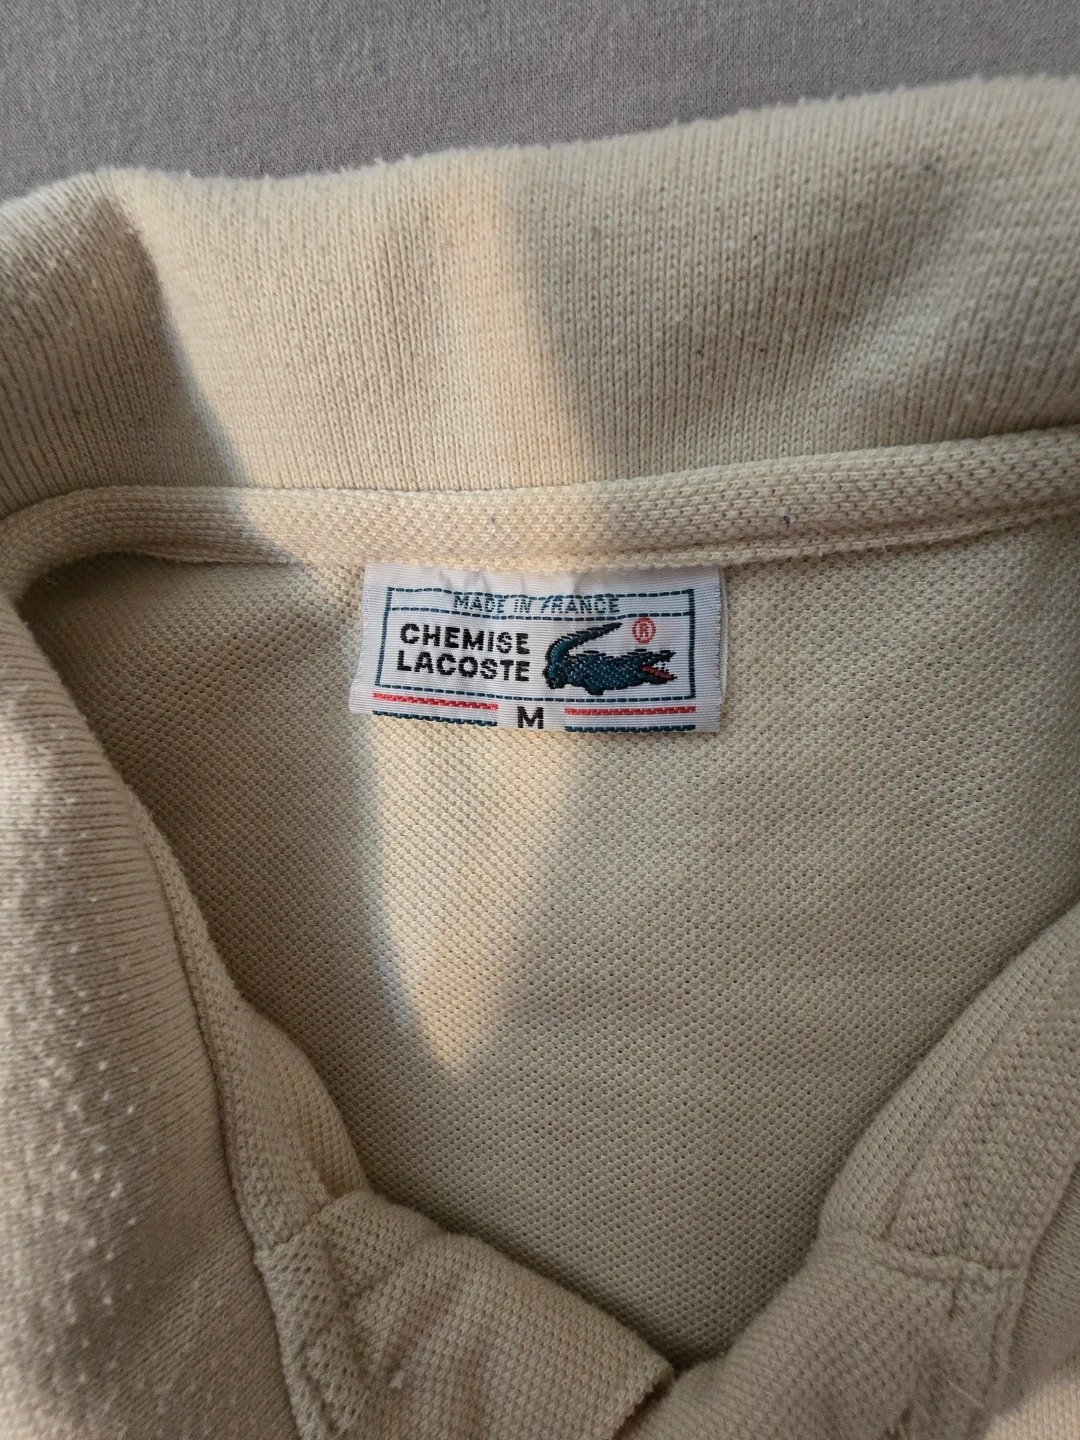 MADE IN FRANCE
CHEMISE
LACOSTE
®
M